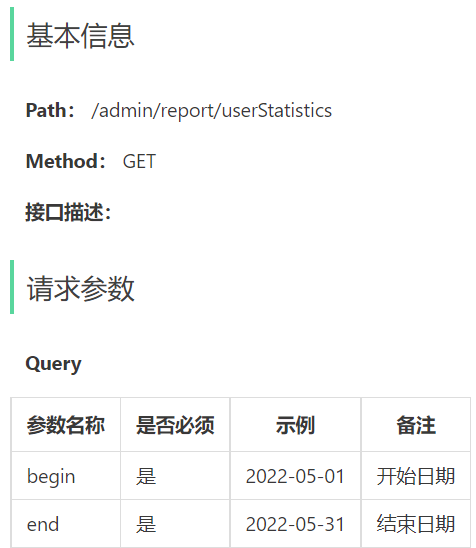 基本信息
Path： /admin/report/userStatistics
Method： GET
接口描述：
请求参数
Query
参数名称 是否必须 示例 备注
begin 是 2022-05-01 开始日期
end 是 2022-05-31 结束日期